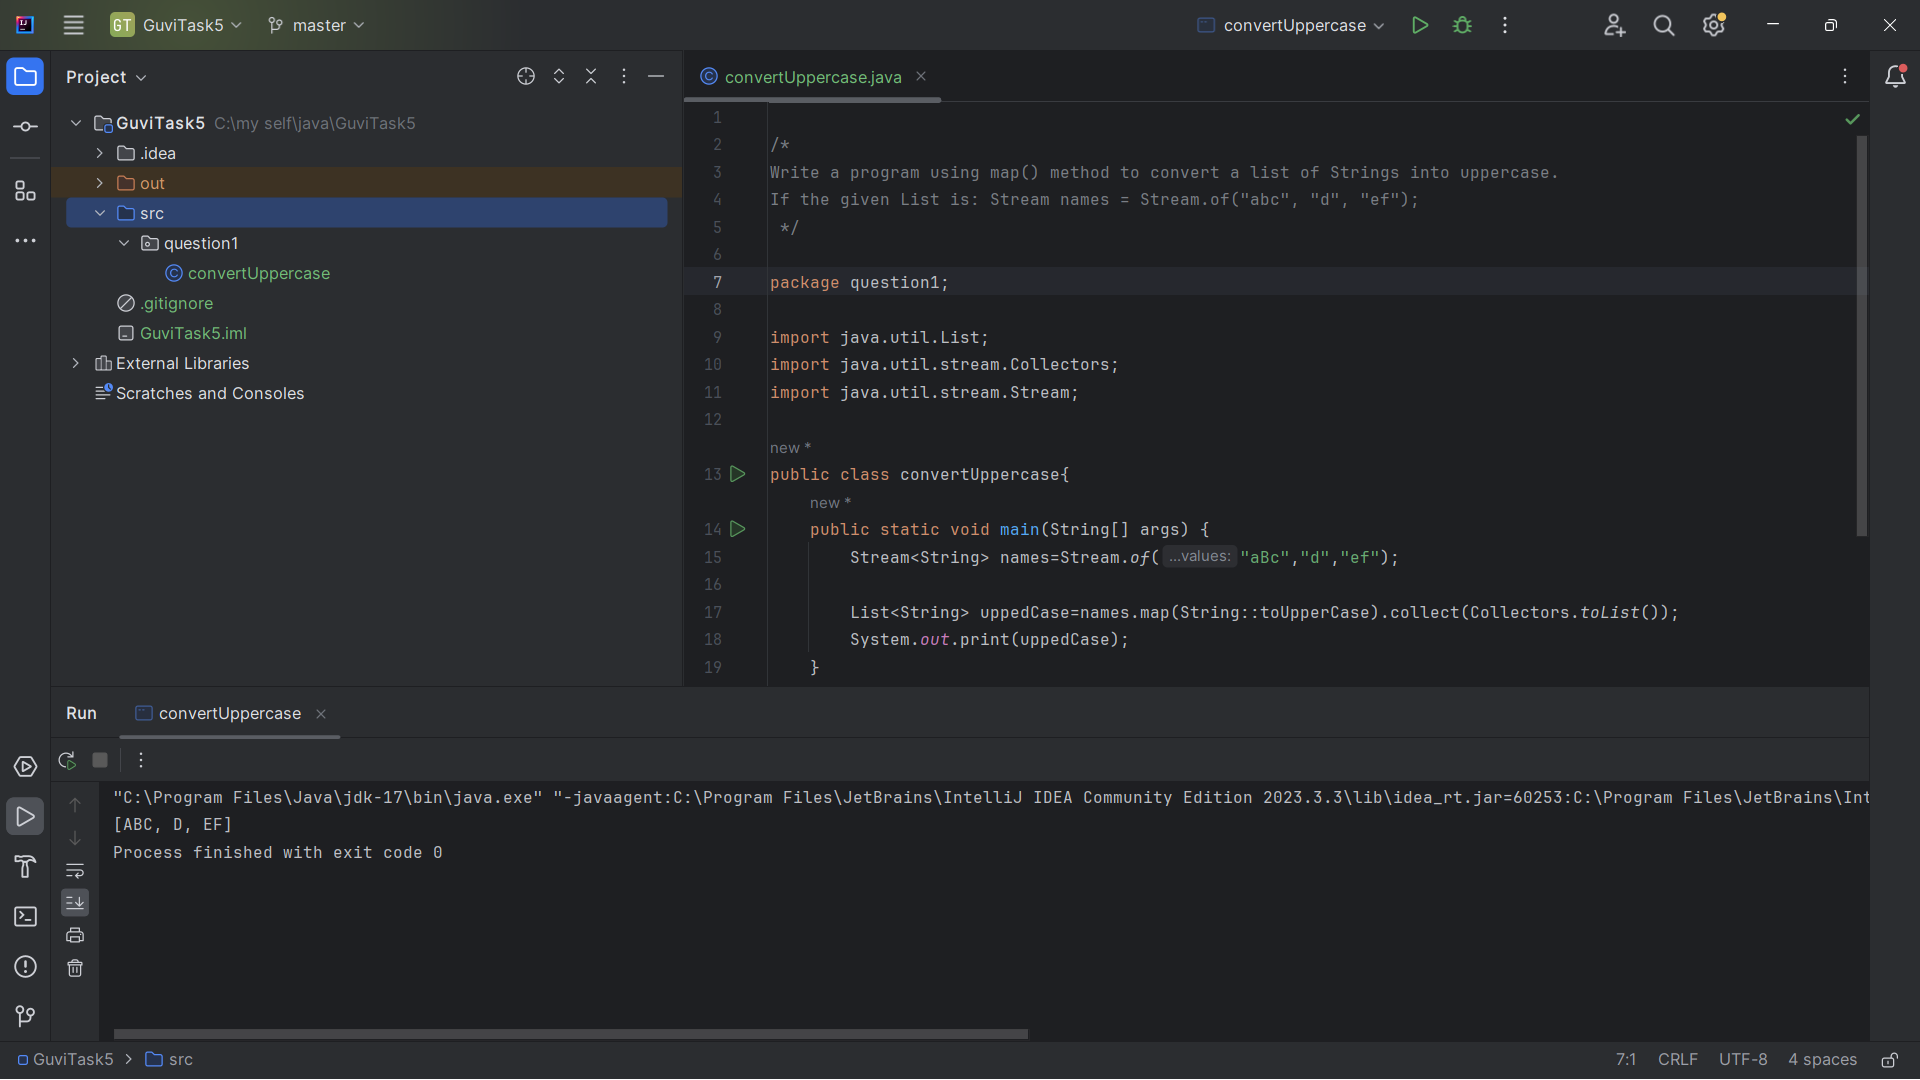 GT GuviTask5 master
convertUppercase
Project
GuviTask5 C:\my self\java\GuviTask5
.idea
out
src
question1
convertUppercase
.gitignore
GuviTask5.iml
External Libraries
Scratches and Consoles
convertUppercase.java
1
2 /*
3 Write a program using map() method to convert a list of Strings into uppercase.
4 If the given List is: Stream names = Stream.of("abc", "d", "ef");
5 */
6
7 package question1;
8
9 import java.util.List;
10 import java.util.stream.Collectors;
11 import java.util.stream.Stream;
12
new *
13 public class convertUppercase{
new *
14 public static void main(String[] args) {
15 Stream<String> names=Stream.of( ...values: "aBc","d","ef");
16
17 List<String> uppedCase=names.map(String::toUpperCase).collect(Collectors.toList());
18 System.out.print(uppedCase);
19 }
Run convertUppercase
"C:\Program Files\Java\jdk-17\bin\java.exe" "-javaagent:C:\Program Files\JetBrains\IntelliJ IDEA Community Edition 2023.3.3\lib\idea_rt.jar=60253:C:\Program Files\JetBrains\Int
[ABC, D, EF]
Process finished with exit code 0
GuviTask5 > src
7:1 CRLF UTF-8 4 spaces